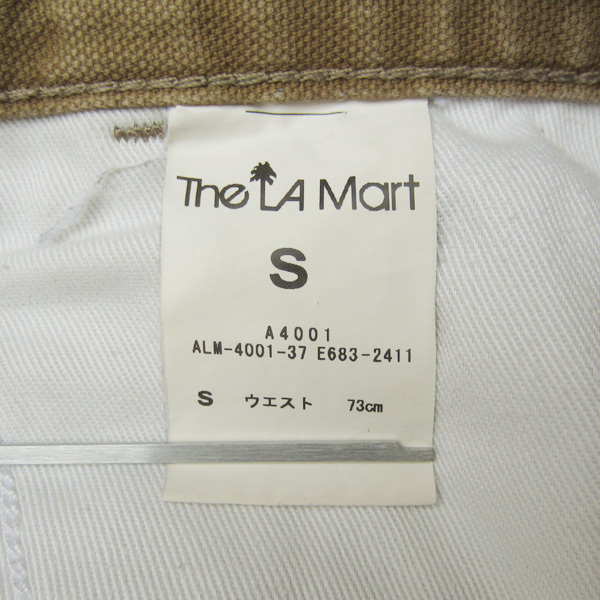 The LA Mart
S
A4001
ALM-4001-37 E683-2411
S ウエスト 73cm